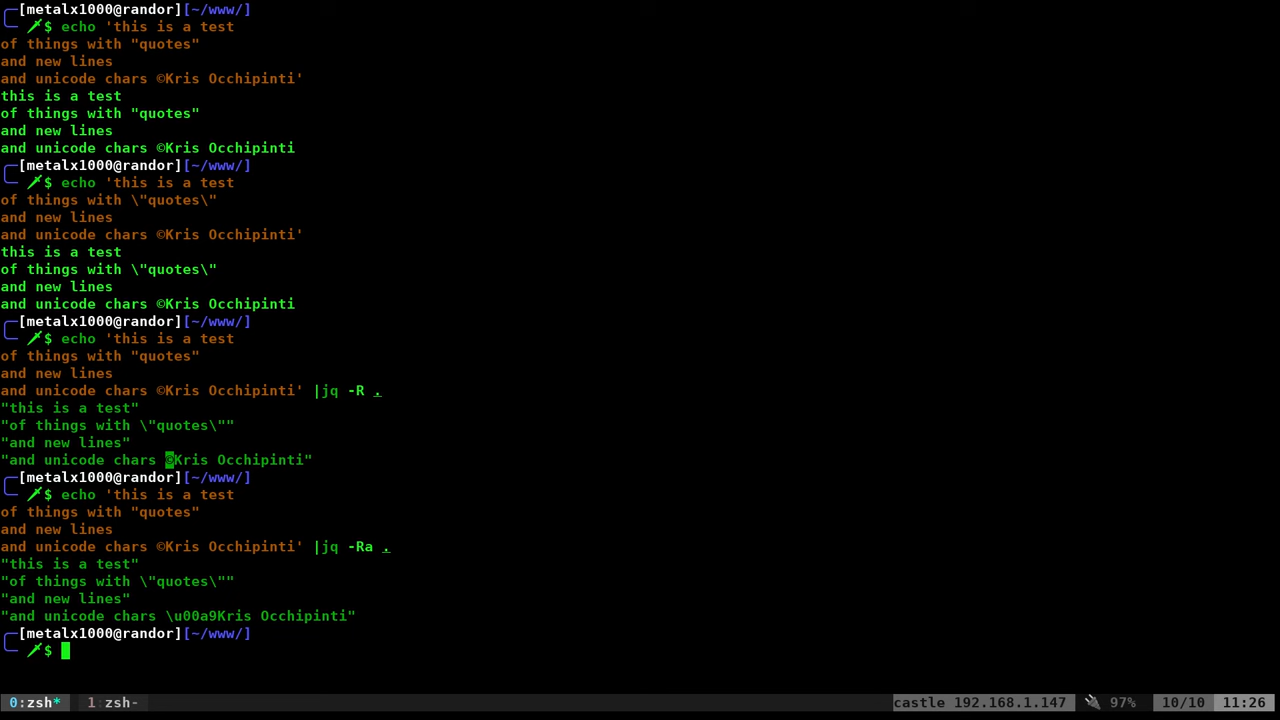 [metalx1000@randor][~/www/]
$ echo 'this is a test
of things with "quotes"
and new lines
and unicode chars ©Kris Occhipinti'
this is a test
of things with "quotes"
and new lines
and unicode chars ©Kris Occhipinti
[metalx1000@randor][~/www/]
$ echo 'this is a test
of things with \"quotes\"
and new lines
and unicode chars ©Kris Occhipinti'
this is a test
of things with \"quotes\"
and new lines
and unicode chars ©Kris Occhipinti
[metalx1000@randor][~/www/]
$ echo 'this is a test
of things with "quotes"
and new lines
and unicode chars ©Kris Occhipinti' |jq -R .
"this is a test"
"of things with \"quotes\""
"and new lines"
"and unicode chars ©Kris Occhipinti"
[metalx1000@randor][~/www/]
$ echo 'this is a test
of things with "quotes"
and new lines
and unicode chars ©Kris Occhipinti' |jq -Ra .
"this is a test"
"of things with \"quotes\""
"and new lines"
"and unicode chars \u00a9Kris Occhipinti"
[metalx1000@randor][~/www/]
$
0:zsh* 1:zsh- castle 192.168.1.147 97% 10/10 11:26